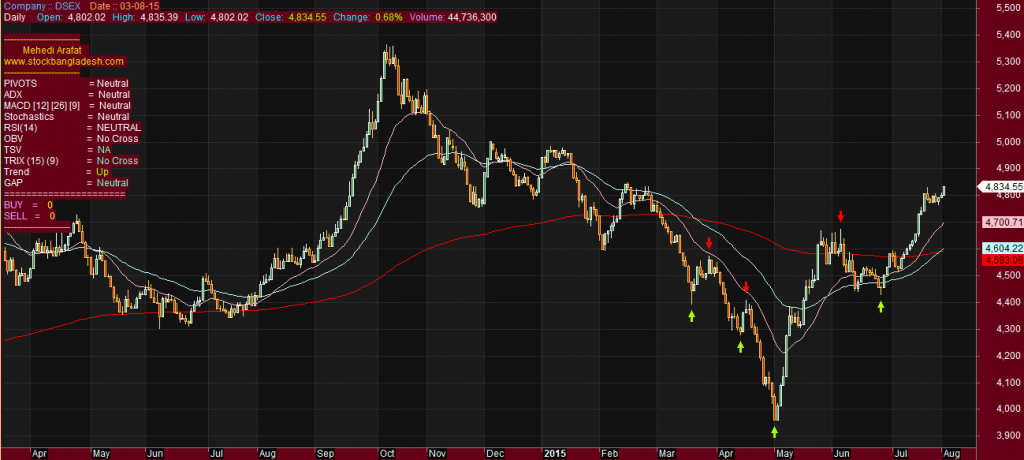 Company :: DSEX Date :: 03-08-15
Daily Open: 4,802.02 High: 4,835.39 Low: 4,802.02 Close: 4,834.55 Change: 0.68% Volume: 44,736,300
-------------------------
Mehedi Arafat
www.stockbangladesh.com
-------------------------
PIVOTS = Neutral
ADX = Neutral
MACD [12] [26] [9] = Neutral
Stochastics = Neutral
RSI(14) = NEUTRAL
OBV = No Cross
TSV = NA
TRIX (15) (9) = No Cross
Trend = Up
GAP = Neutral
======================
BUY = 0
SELL = 0
----------------------
5,500
5,400
5,300
5,200
5,100
5,000
4,900
4,834.55
4,800
4,700.71
4,604.22
4,593.06
4,500
4,400
4,300
4,200
4,100
4,000
3,900
Apr May Jun Jul Aug Sep Oct Nov Dec 2015 Feb Mar Apr May Jun Jul Aug